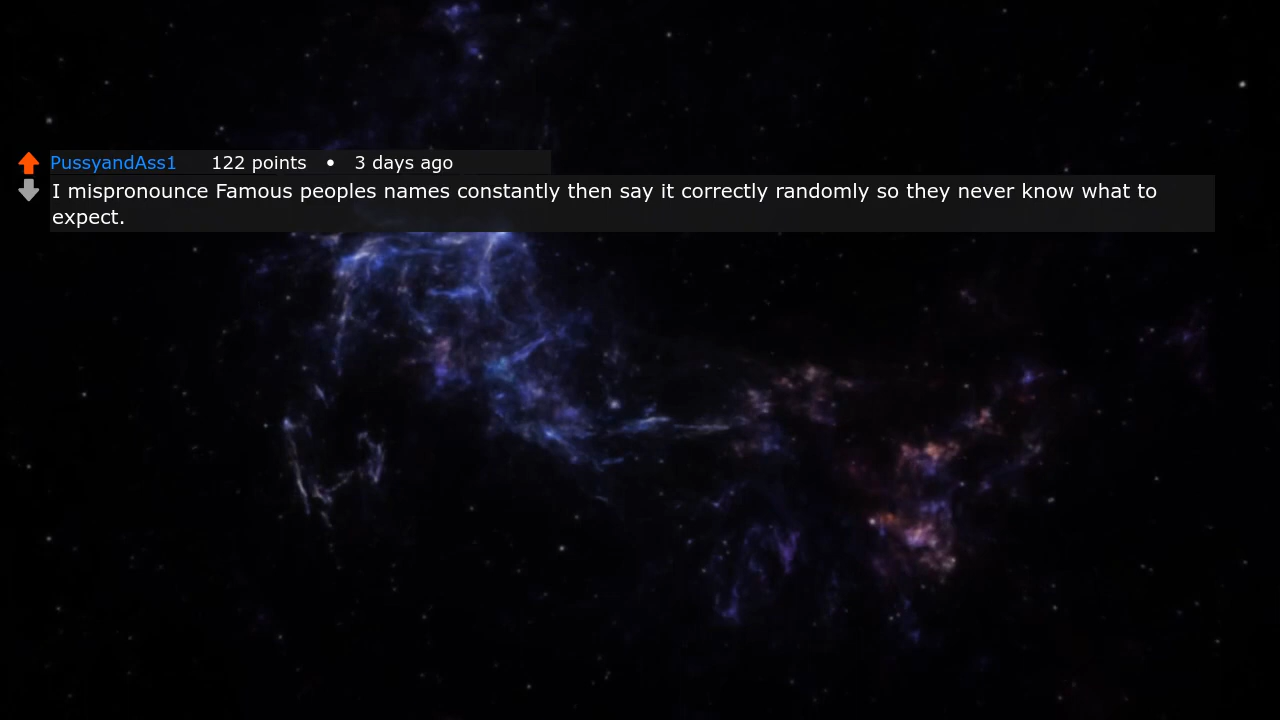 PussyandAss1 122 points • 3 days ago
I mispronounce Famous peoples names constantly then say it correctly randomly so they never know what to
expect.